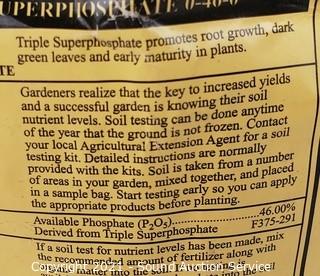 UPERPHOSPHATE 0-46-0
Triple Superphosphate promotes root growth, dark
green leaves and early maturity in plants.
TE
Gardeners realize that the key to increased yields
and a successful garden is knowing their soil
nutrient levels. Soil testing can be done anytime
of the year that the ground is not frozen. Contact
your local Agricultural Extension Agent for a soil
testing kit. Detailed instructions are normally
provided with the kits. Soil is taken from a number
of areas in your garden, mixed together, and placed
in a sample bag. Start testing early so you can apply
the appropriate products before planting.
Available Phosphate (P₂O₅)..............................46.00%
Derived from Triple Superphosphate F375-291
If a soil test for nutrient levels has been made, mix
the recommended amount of fertilizer along with
matter into the
Copyright 2021 - Sound Auction Service